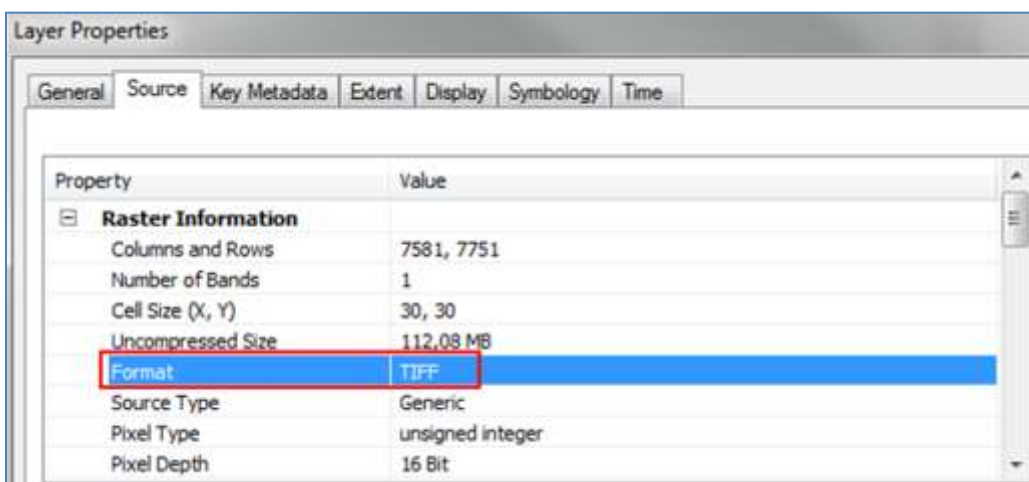 Layer Properties
General Source Key Metadata Extent Display Symbology Time
Property Value
Raster Information
Columns and Rows 7581, 7751
Number of Bands 1
Cell Size (X, Y) 30, 30
Uncompressed Size 112,08 MB
Format TIFF
Source Type Generic
Pixel Type unsigned integer
Pixel Depth 16 Bit